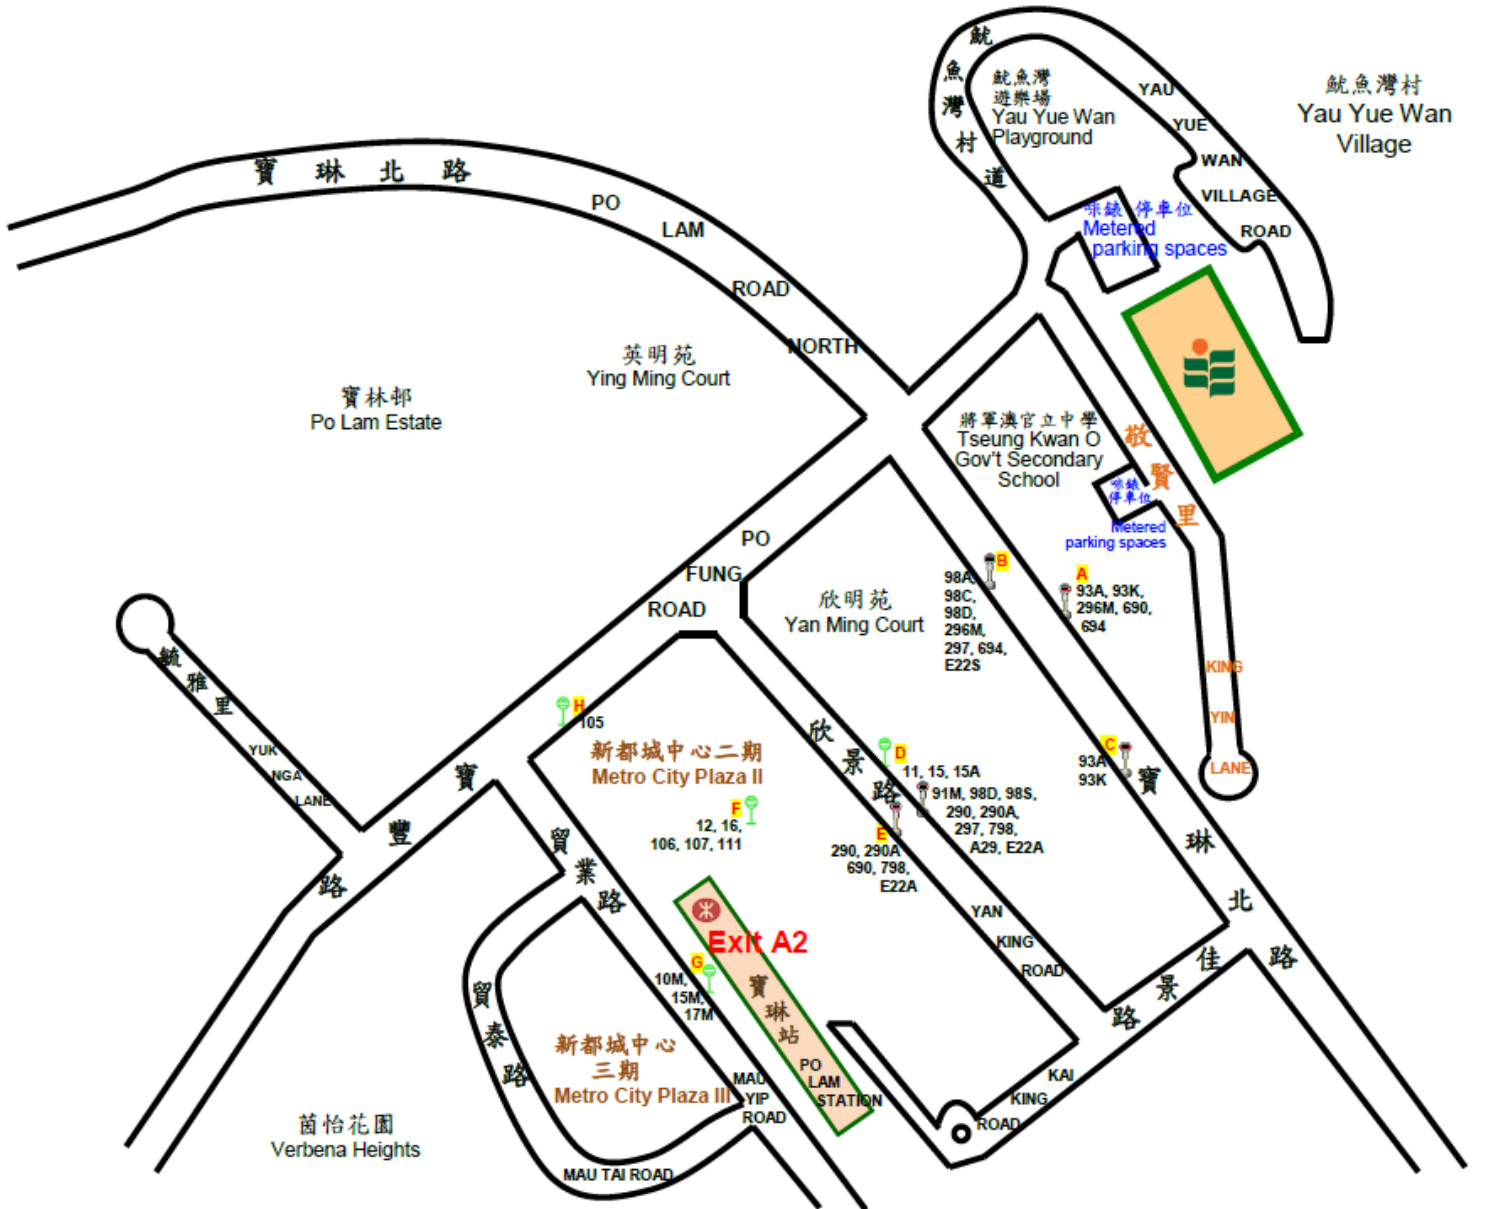 魷魚灣村道
魷魚灣
遊樂場
Yau Yue Wan
Playground
YAU
YUE
WAN
VILLAGE
ROAD
魷魚灣村
Yau Yue Wan
Village
寶琳北路
PO
LAM
ROAD
NORTH
咪錶 停車位
Metered
parking spaces
英明苑
Ying Ming Court
寶林邨
Po Lam Estate
將軍澳官立中學
Tseung Kwan O
Gov't Secondary
School
敬賢里
咪錶
停車位
Metered
parking spaces
KING
YIN
LANE
PO
FUNG
ROAD
欣明苑
Yan Ming Court
B
98A,
98C,
98D,
296M,
297, 694,
E22S
A
93A, 93K,
296M, 690,
694
毓雅里
YUK
NGA
LANE
H
105
新都城中心二期
Metro City Plaza II
欣景路
D
11, 15, 15A
91M, 98D, 98S,
290, 290A,
297, 798,
A29, E22A
C
93A
93K
寶琳北路
寶豐路
F
12, 16,
106, 107, 111
E
290, 290A
690, 798,
E22A
貿業路
YAN
KING
ROAD
Exit A2
G
10M,
15M,
17M
寶琳站
PO
LAM
STATION
佳景路
KAI
KING
ROAD
貿泰路
新都城中心
三期
Metro City Plaza III
MAU
YIP
ROAD
茵怡花園
Verbena Heights
MAU TAI ROAD